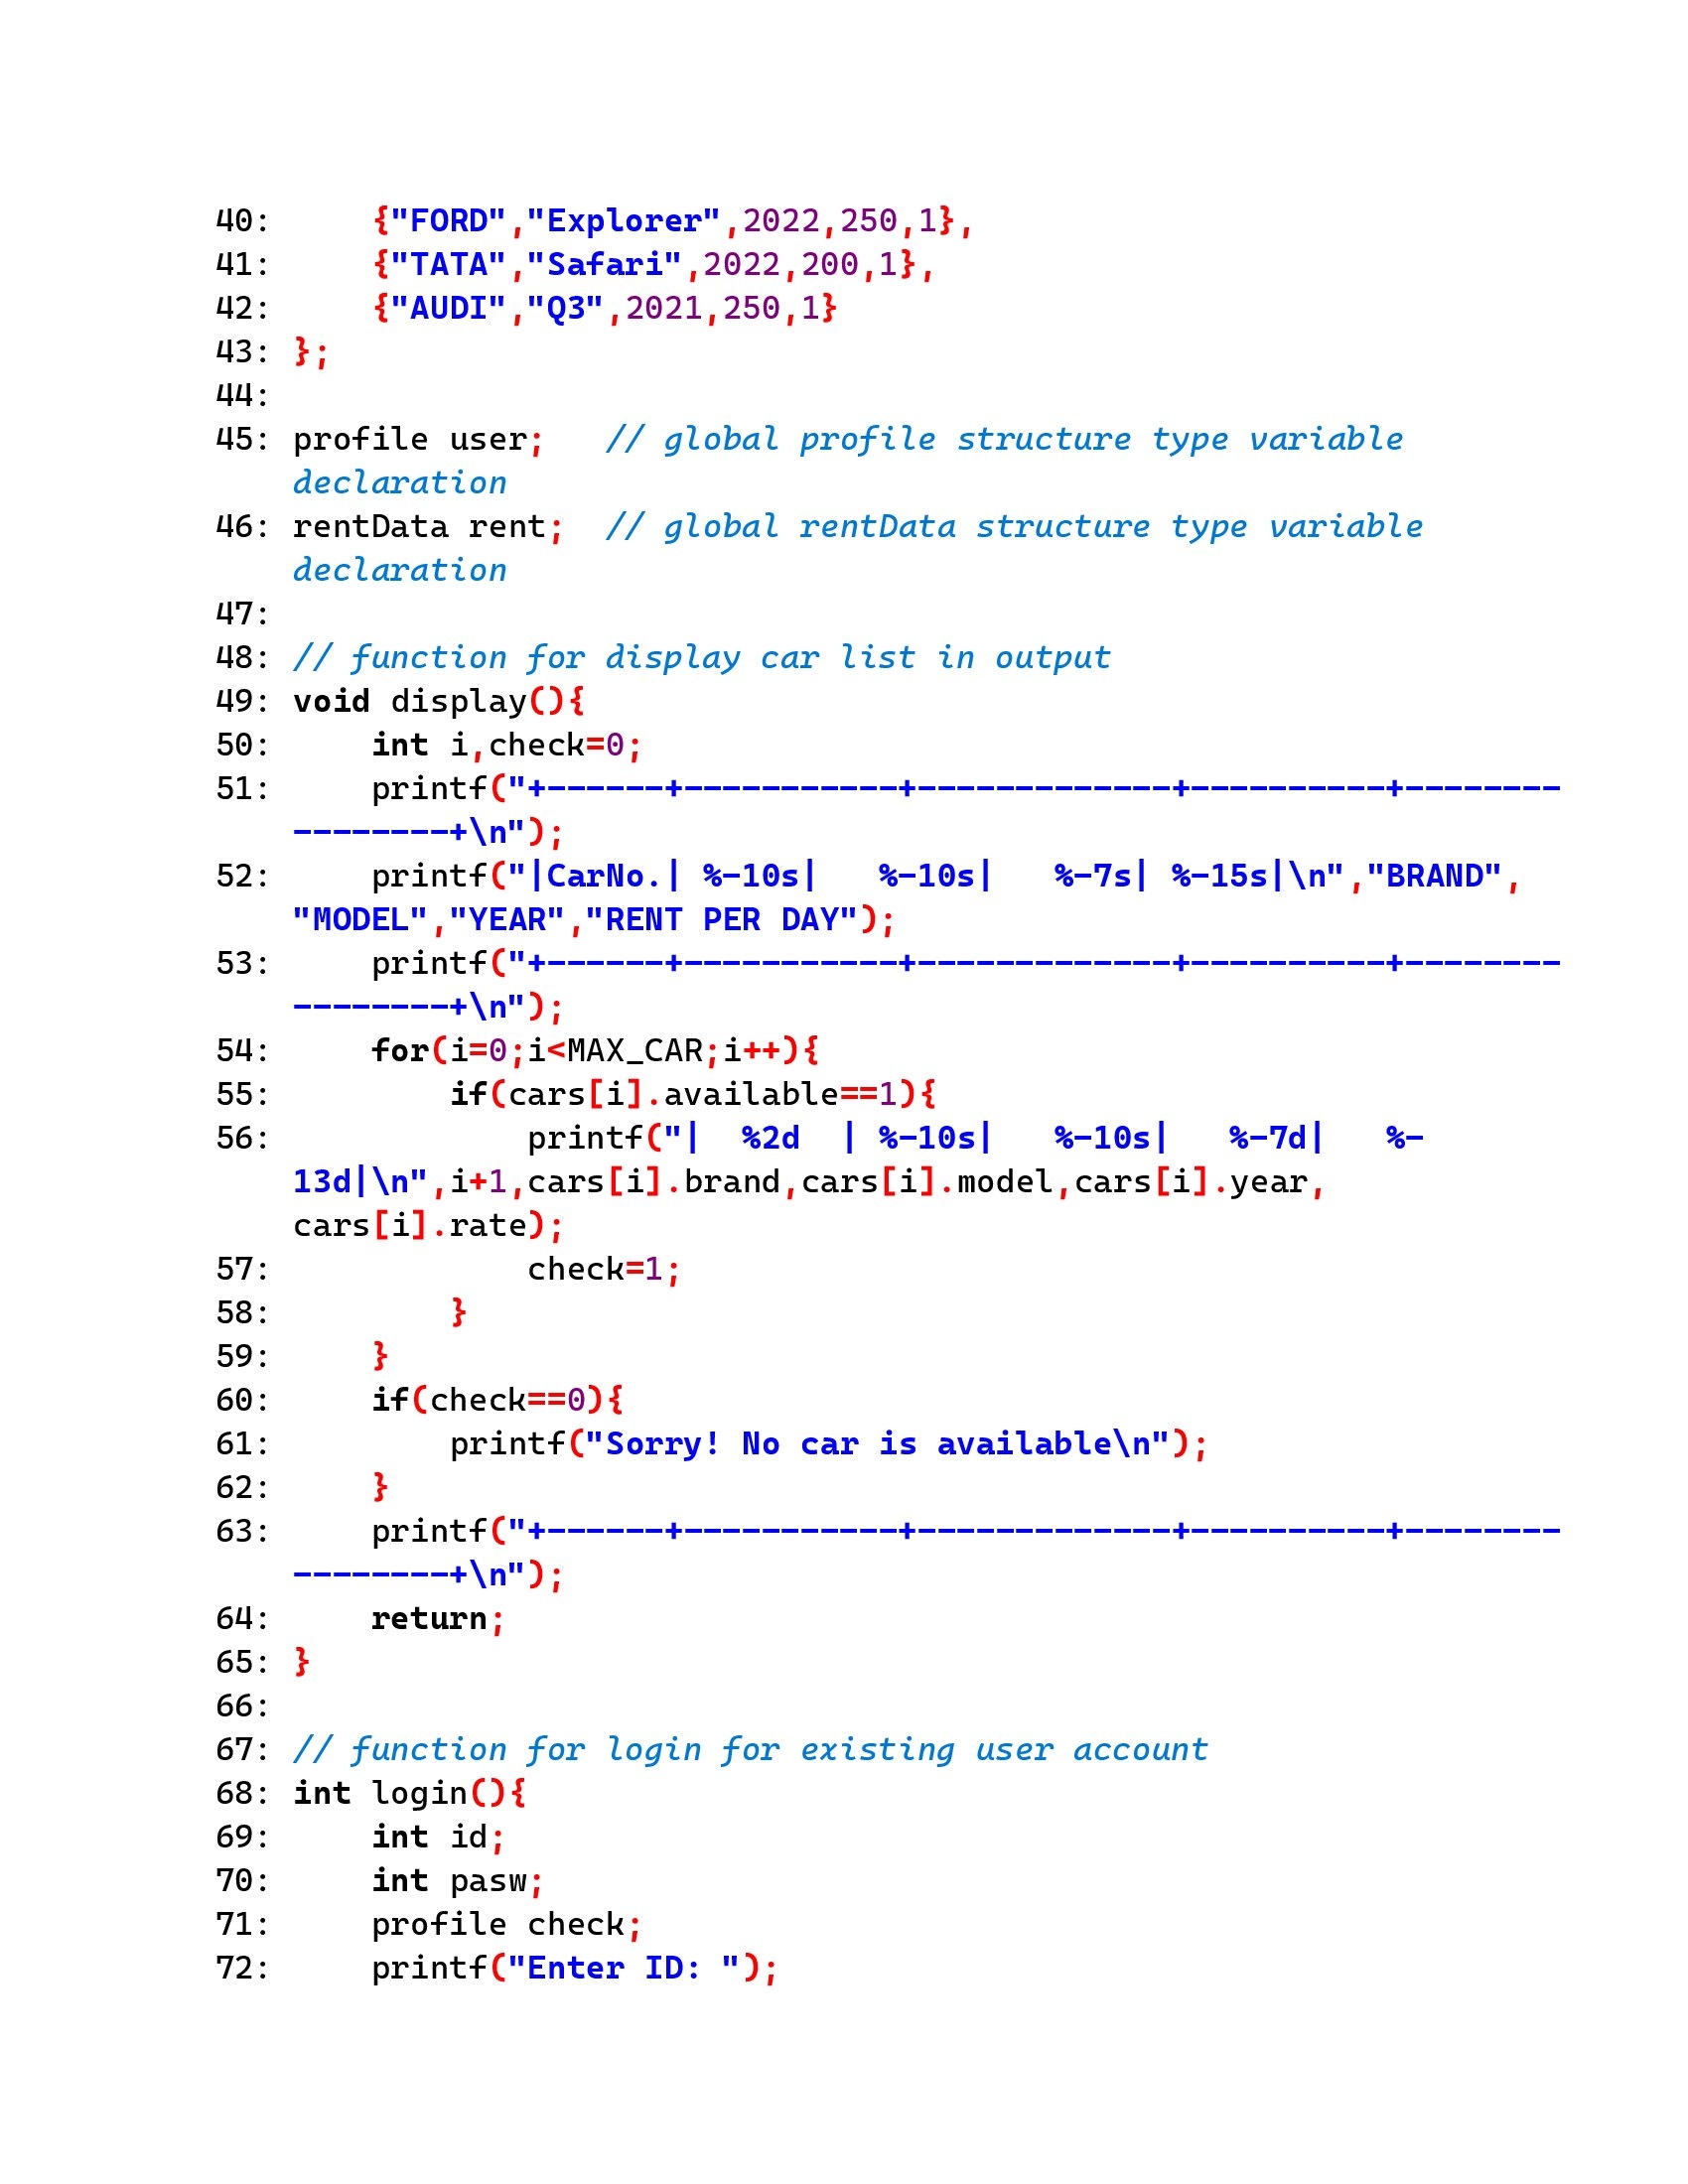 40:     {"FORD","Explorer",2022,250,1},
41:     {"TATA","Safari",2022,200,1},
42:     {"AUDI","Q3",2021,250,1}
43: };
44:
45: profile user;   // global profile structure type variable
declaration
46: rentData rent;  // global rentData structure type variable
declaration
47:
48: // function for display car list in output
49: void display(){
50:     int i,check=0;
51:     printf("+------+-----------+-------------+----------+--------
--------+\n");
52:     printf("|CarNo.| %-10s|   %-10s|   %-7s| %-15s|\n","BRAND",
"MODEL","YEAR","RENT PER DAY");
53:     printf("+------+-----------+-------------+----------+--------
--------+\n");
54:     for(i=0;i<MAX_CAR;i++){
55:         if(cars[i].available==1){
56:             printf("|  %2d  | %-10s|   %-10s|   %-7d|   %-
13d|\n",i+1,cars[i].brand,cars[i].model,cars[i].year,
cars[i].rate);
57:             check=1;
58:         }
59:     }
60:     if(check==0){
61:         printf("Sorry! No car is available\n");
62:     }
63:     printf("+------+-----------+-------------+----------+--------
--------+\n");
64:     return;
65: }
66:
67: // function for login for existing user account
68: int login(){
69:     int id;
70:     int pasw;
71:     profile check;
72:     printf("Enter ID: ");